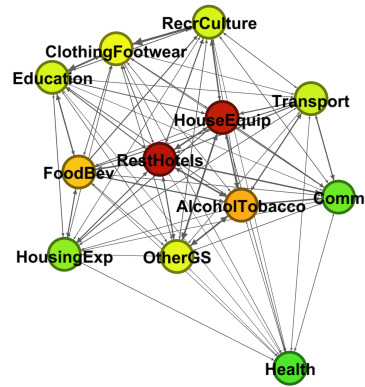 RecrCulture
ClothingFootwear
Education
Transport
HouseEquip
RestHotels
FoodBev
AlcoholTobacco
Comm
HousingExp
OtherGS
Health